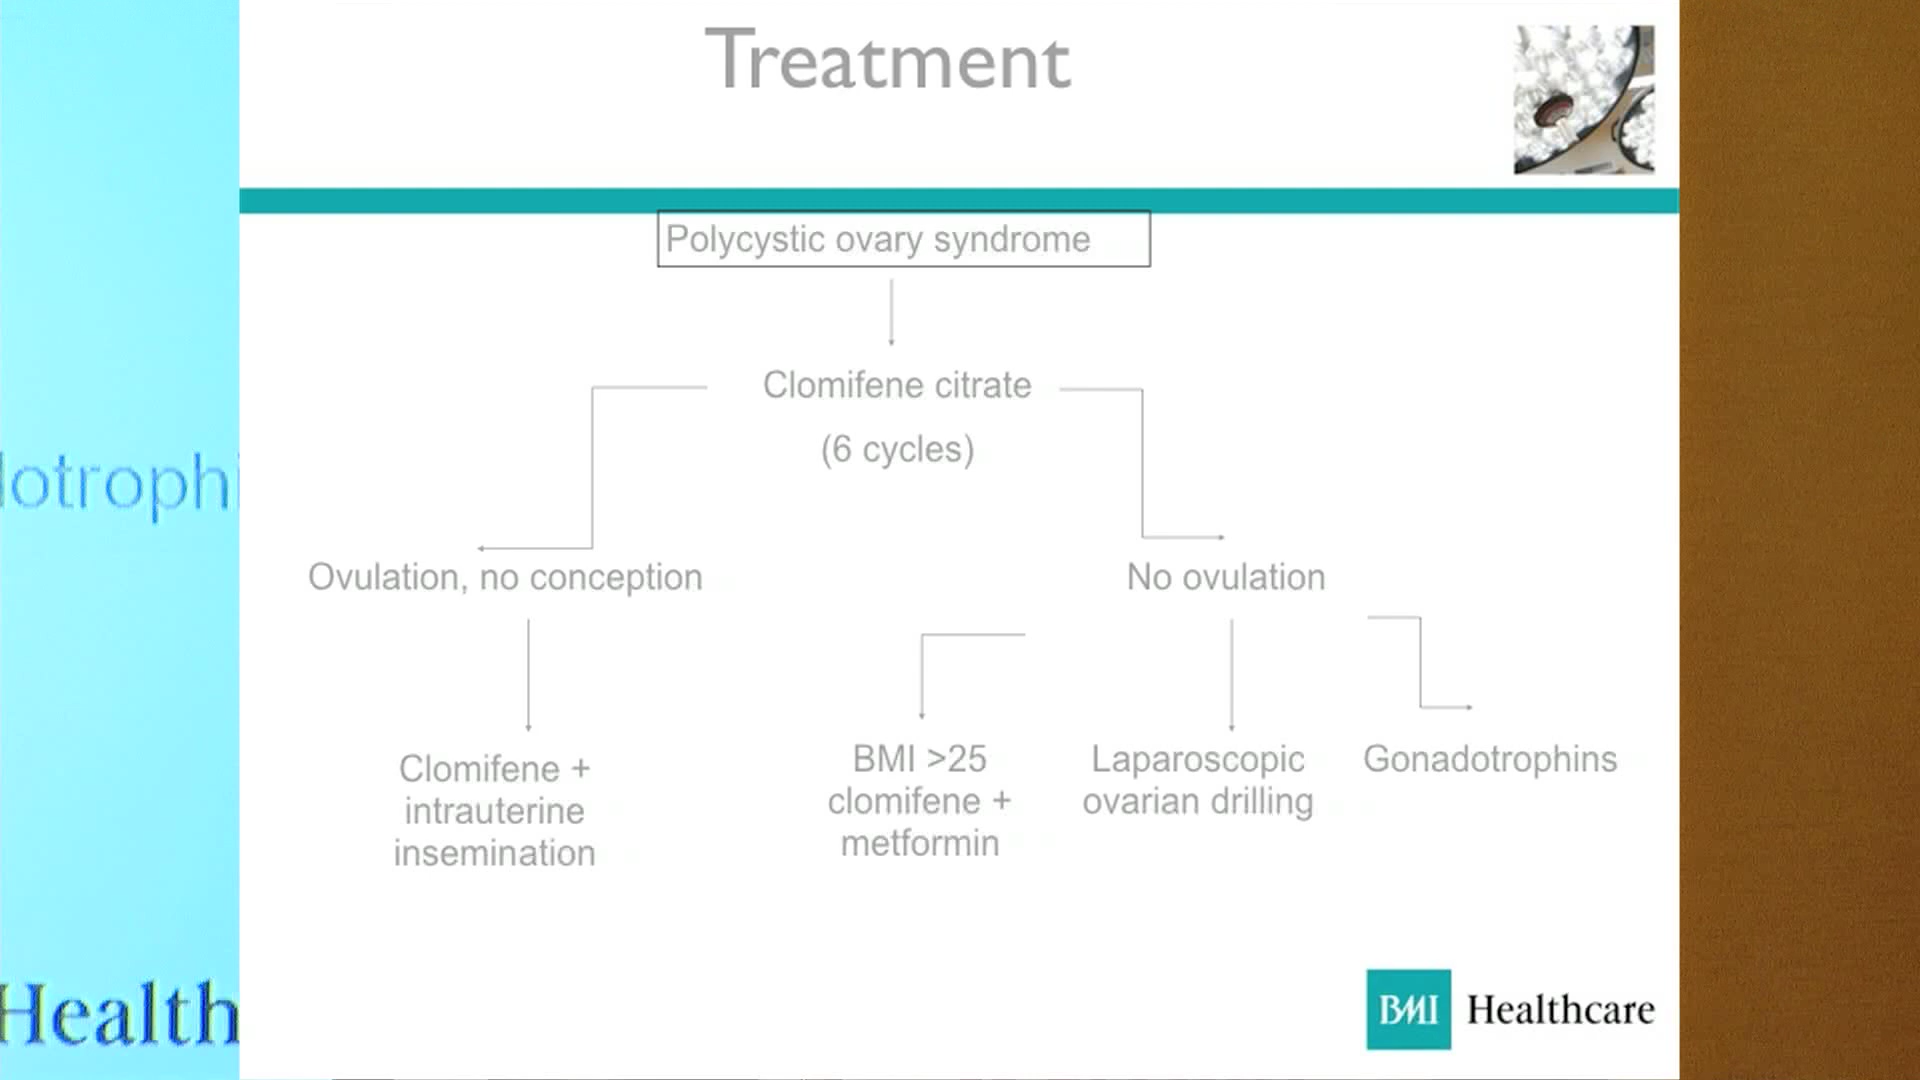 Treatment
Polycystic ovary syndrome
Clomifene citrate
(6 cycles)
Ovulation, no conception
No ovulation
Clomifene +
intrauterine
insemination
BMI >25
clomifene +
metformin
Laparoscopic
ovarian drilling
Gonadotrophins
BMI Healthcare
lotrophi
Health